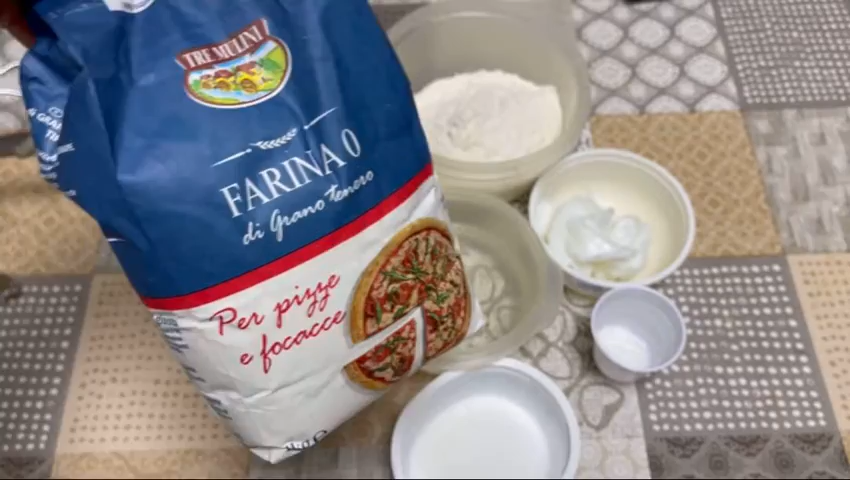 TRE MULINI
FARINA 0
di Grano tenero
Per pizze
e focacce